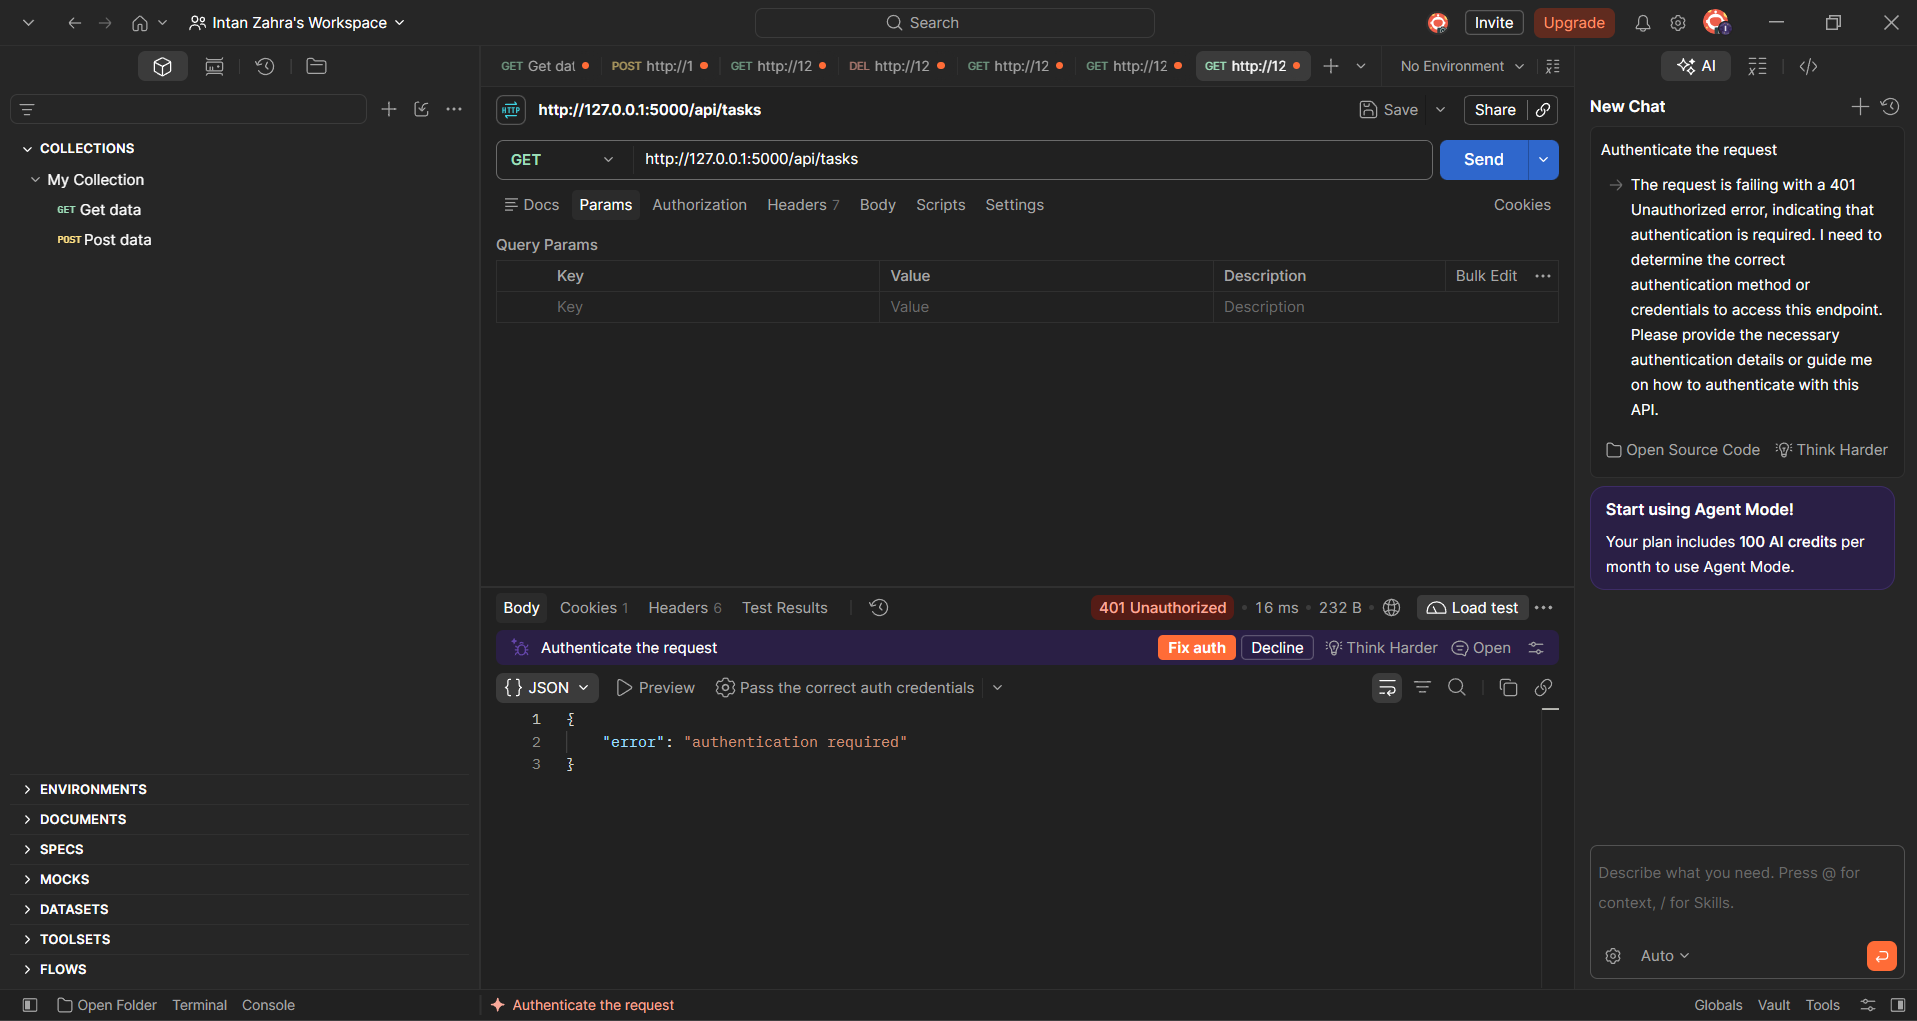 Intan Zahra's Workspace
Search
Invite
Upgrade
GET Get dat
POST http://1
GET http://12
DEL http://12
GET http://12
GET http://12
GET http://12
No Environment
AI
HTTP http://127.0.0.1:5000/api/tasks
Save
Share
New Chat
COLLECTIONS
My Collection
GET Get data
POST Post data
GET
http://127.0.0.1:5000/api/tasks
Send
Docs
Params
Authorization
Headers 7
Body
Scripts
Settings
Cookies
Query Params
Key Value Description Bulk Edit
Key Value Description
Authenticate the request
The request is failing with a 401
Unauthorized error, indicating that
authentication is required. I need to
determine the correct
authentication method or
credentials to access this endpoint.
Please provide the necessary
authentication details or guide me
on how to authenticate with this
API.
Open Source Code
Think Harder
Start using Agent Mode!
Your plan includes 100 AI credits per
month to use Agent Mode.
Body
Cookies 1
Headers 6
Test Results
401 Unauthorized • 16 ms • 232 B •
Load test
Authenticate the request
Fix auth
Decline
Think Harder
Open
{} JSON
Preview
Pass the correct auth credentials
1 {
2 "error": "authentication required"
3 }
ENVIRONMENTS
DOCUMENTS
SPECS
MOCKS
DATASETS
TOOLSETS
FLOWS
Describe what you need. Press @ for
context, / for Skills.
Auto
Open Folder
Terminal
Console
Authenticate the request
Globals
Vault
Tools